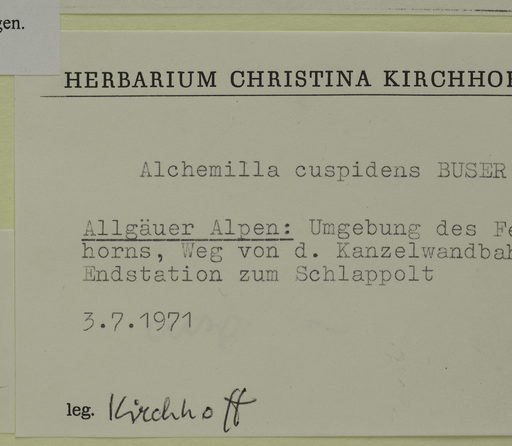 gen.
HERBARIUM CHRISTINA KIRCHHOF
Alchemilla cuspidens BUSER
Allgäuer Alpen: Umgebung des Fe
horns, Weg von d. Kanzelwandbah
Endstation zum Schlappolt
3.7.1971
leg. Kirchhoff